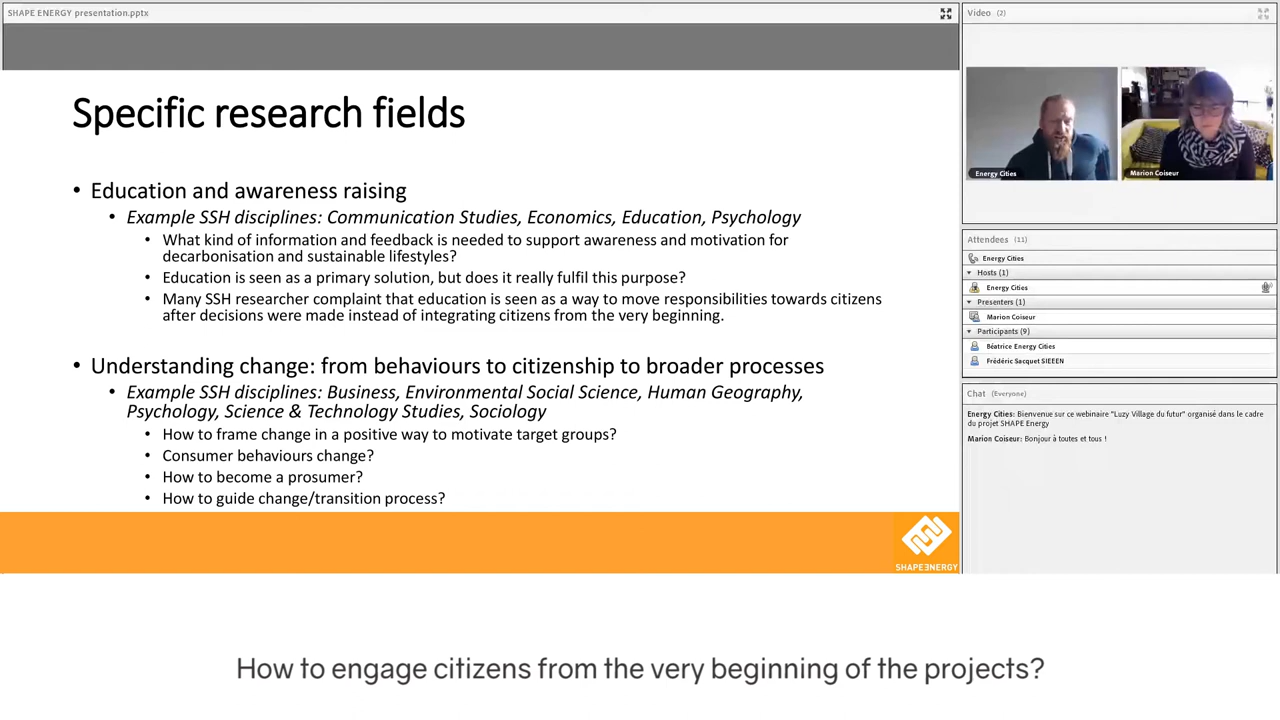 SHAPE ENERGY presentation.pptx
Specific research fields
• Education and awareness raising
• Example SSH disciplines: Communication Studies, Economics, Education, Psychology
• What kind of information and feedback is needed to support awareness and motivation for
decarbonisation and sustainable lifestyles?
• Education is seen as a primary solution, but does it really fulfil this purpose?
• Many SSH researcher complaint that education is seen as a way to move responsibilities towards citizens
after decisions were made instead of integrating citizens from the very beginning.
• Understanding change: from behaviours to citizenship to broader processes
• Example SSH disciplines: Business, Environmental Social Science, Human Geography,
Psychology, Science & Technology Studies, Sociology
• How to frame change in a positive way to motivate target groups?
• Consumer behaviours change?
• How to become a prosumer?
• How to guide change/transition process?
SHAPEƎNERGY
Video (2)
Energy Cities
Marion Coiseur
Attendees (11)
Energy Cities
Hosts (1)
Energy Cities
Presenters (1)
Marion Coiseur
Participants (9)
Béatrice Energy Cities
Frédéric Sacquet SIEEEN
Chat (Everyone)
Energy Cities: Bienvenue sur ce webinaire "Luzy Village du futur" organisé dans le cadre
du projet SHAPE Energy
Marion Coiseur: Bonjour à toutes et tous !
How to engage citizens from the very beginning of the projects?